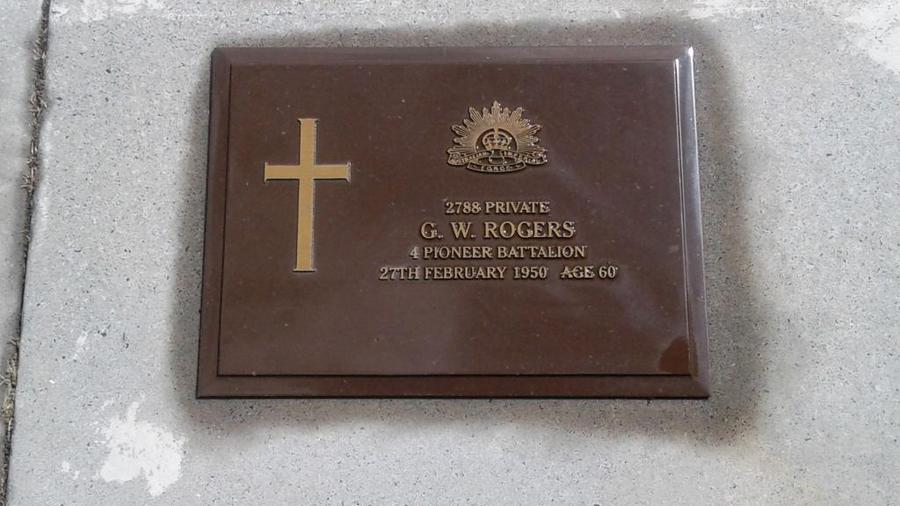 2788 PRIVATE
G. W. ROGERS
4 PIONEER BATTALION
27TH FEBRUARY 1950 AGE 60